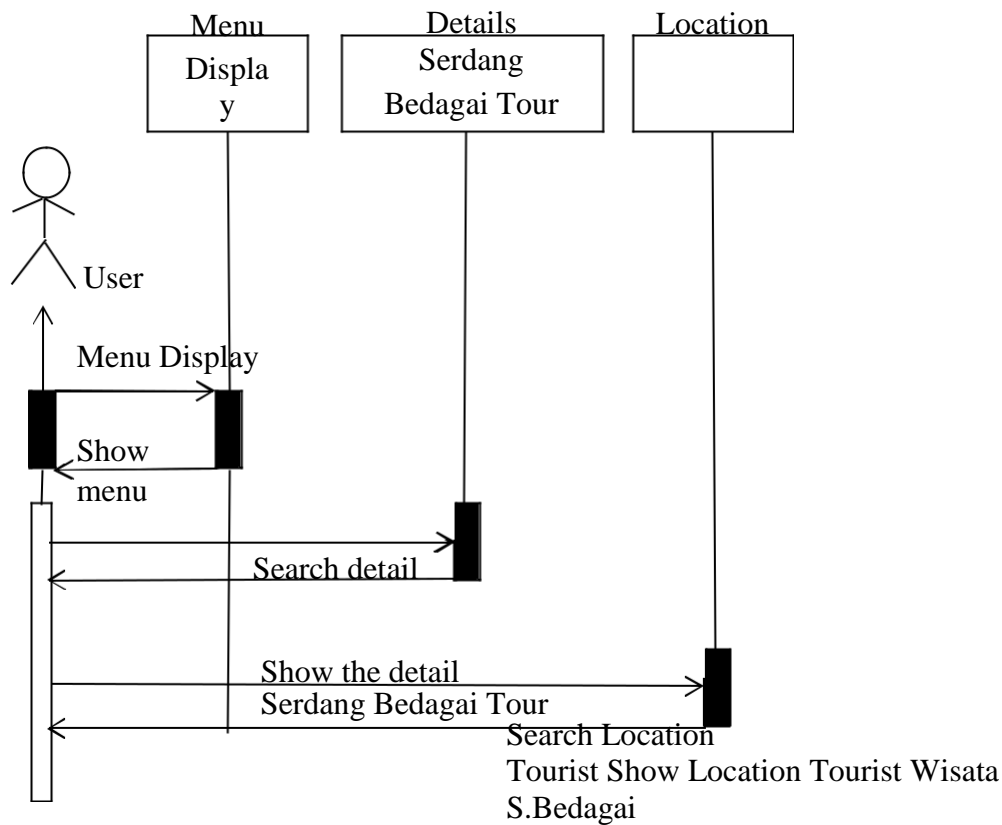 Menu
Displa
y
Details
Serdang
Bedagai Tour
Location
User
Menu Display
Show
menu
Search detail
Show the detail
Serdang Bedagai Tour
Search Location
Tourist Show Location Tourist Wisata
S.Bedagai